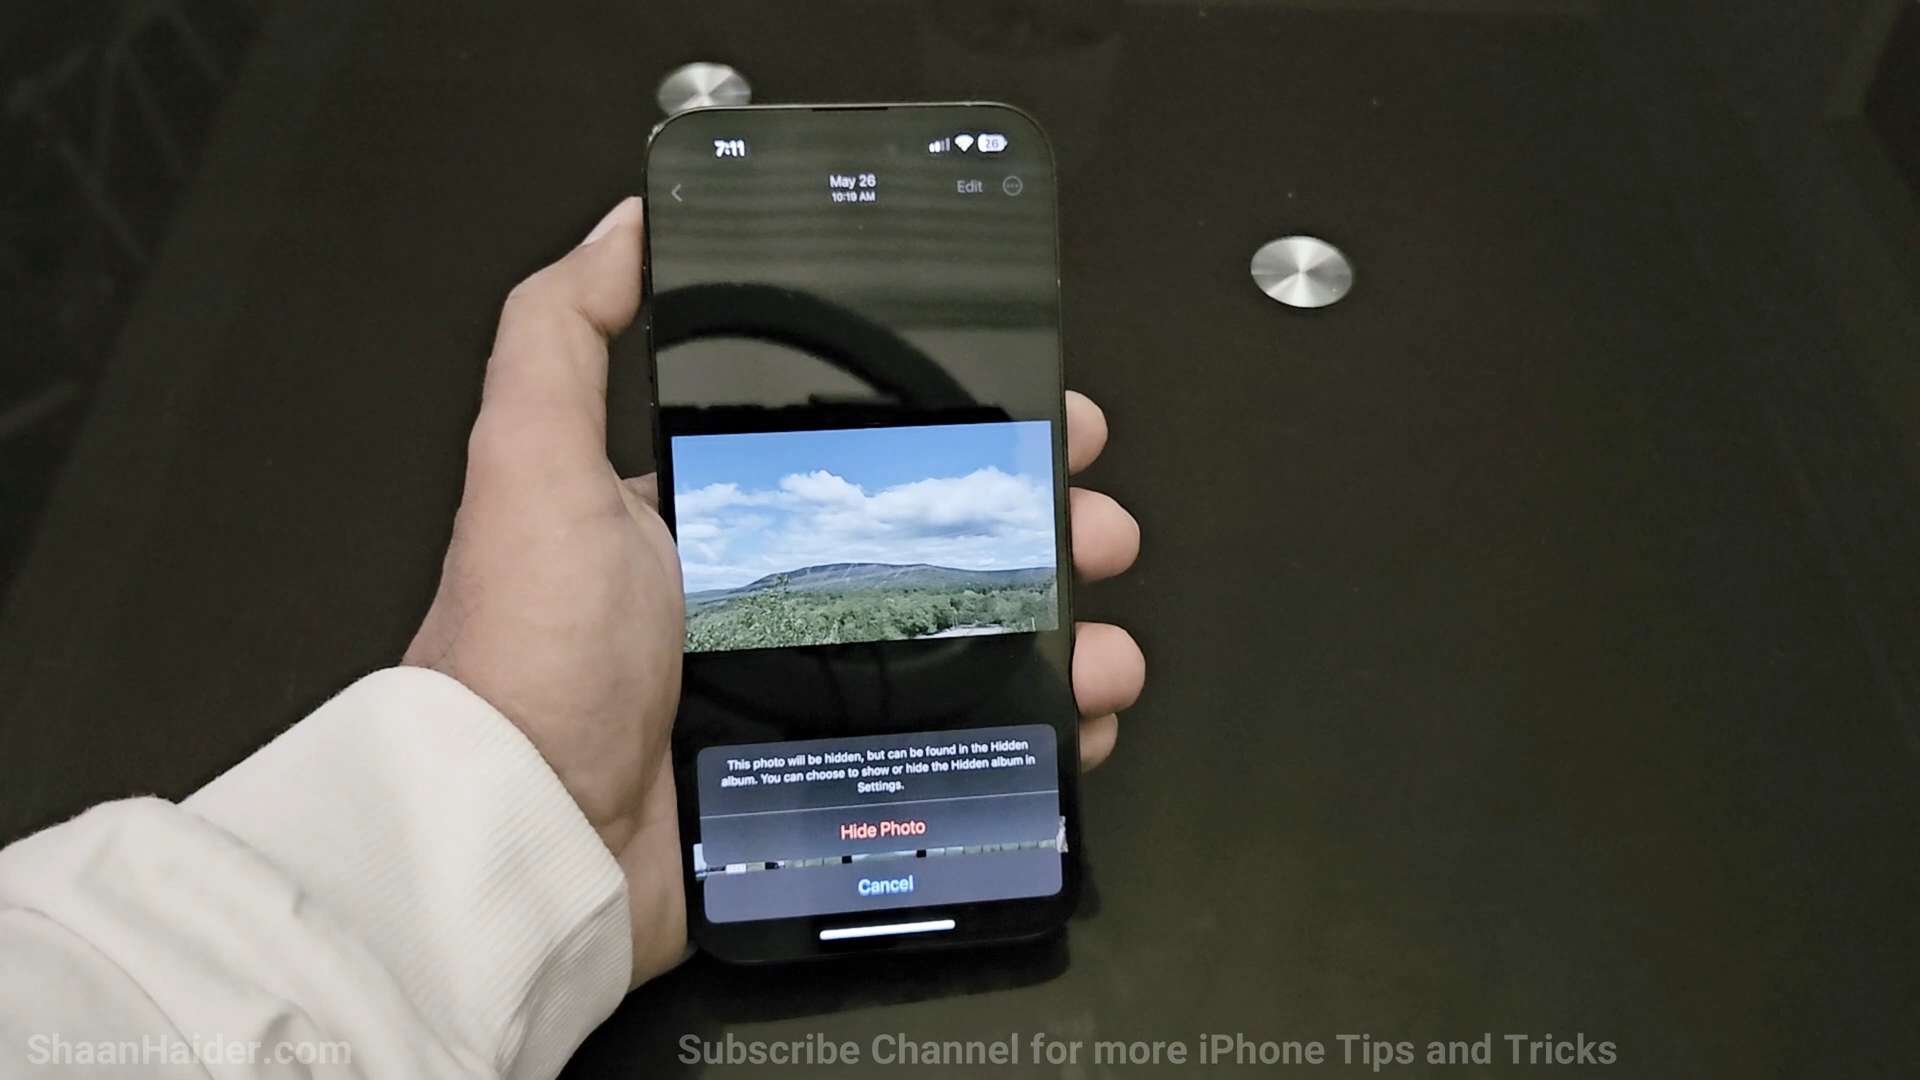 7:11
26
May 26
10:19 AM
Edit
This photo will be hidden, but can be found in the Hidden
album. You can choose to show or hide the Hidden album in
Settings.
Hide Photo
Cancel
ShaanHaider.com
Subscribe Channel for more iPhone Tips and Tricks